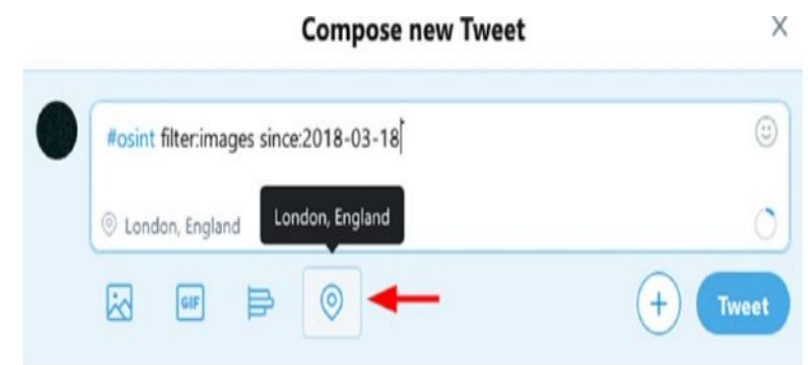 Compose new Tweet X
#osint filter:images since:2018-03-18
London, England
London, England
GIF
Tweet